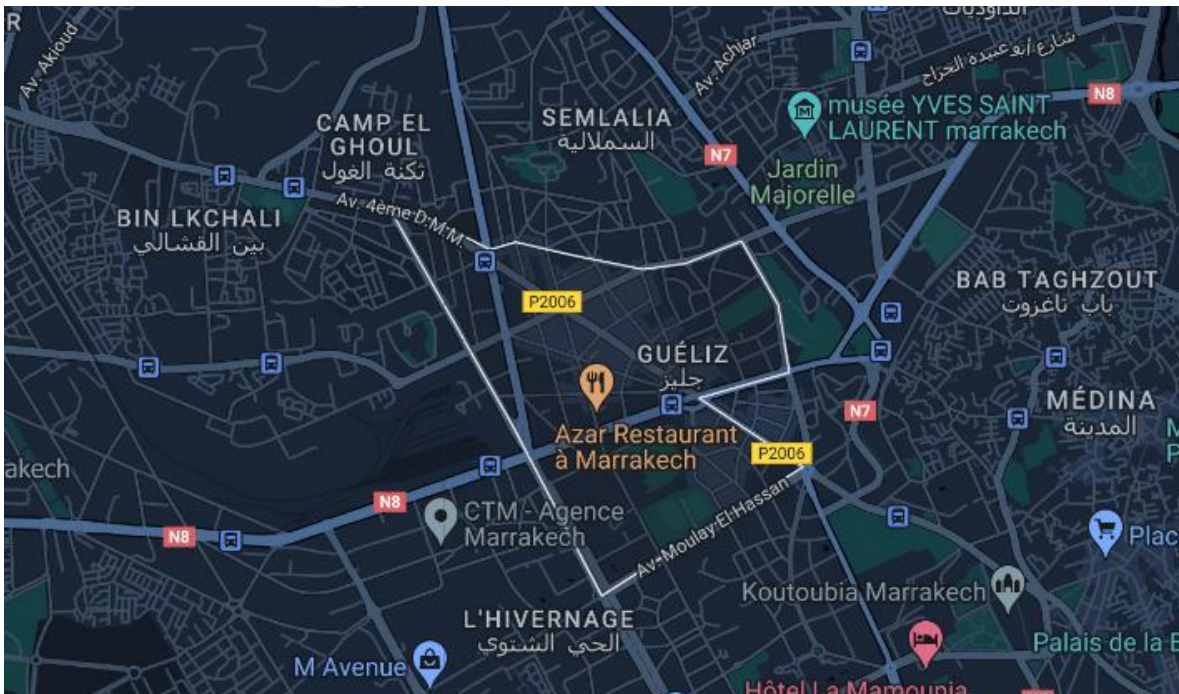 R
Av. Akioud
الداوديات
Av. Achjar
شارع أبو عبيدة الجراح
N8
CAMP EL
GHOUL
ثكنة الغول
SEMLALIA
السملالية
musée YVES SAINT
LAURENT marrakech
N7
Jardin
Majorelle
BIN LKCHALI
بين القشالي
Av. 4ème D.M.M.
P2006
BAB TAGHZOUT
باب تاغزوت
GUÉLIZ
جليز
N7
MÉDINA
المدينة
Azar Restaurant
à Marrakech
P2006
M
P
rakech
N8
CTM - Agence
Marrakech
N8
Av. Moulay El Hassan
Plac
Koutoubia Marrakech
L'HIVERNAGE
الحي الشتوي
M Avenue
Palais de la B
Hôtel La Mamounia